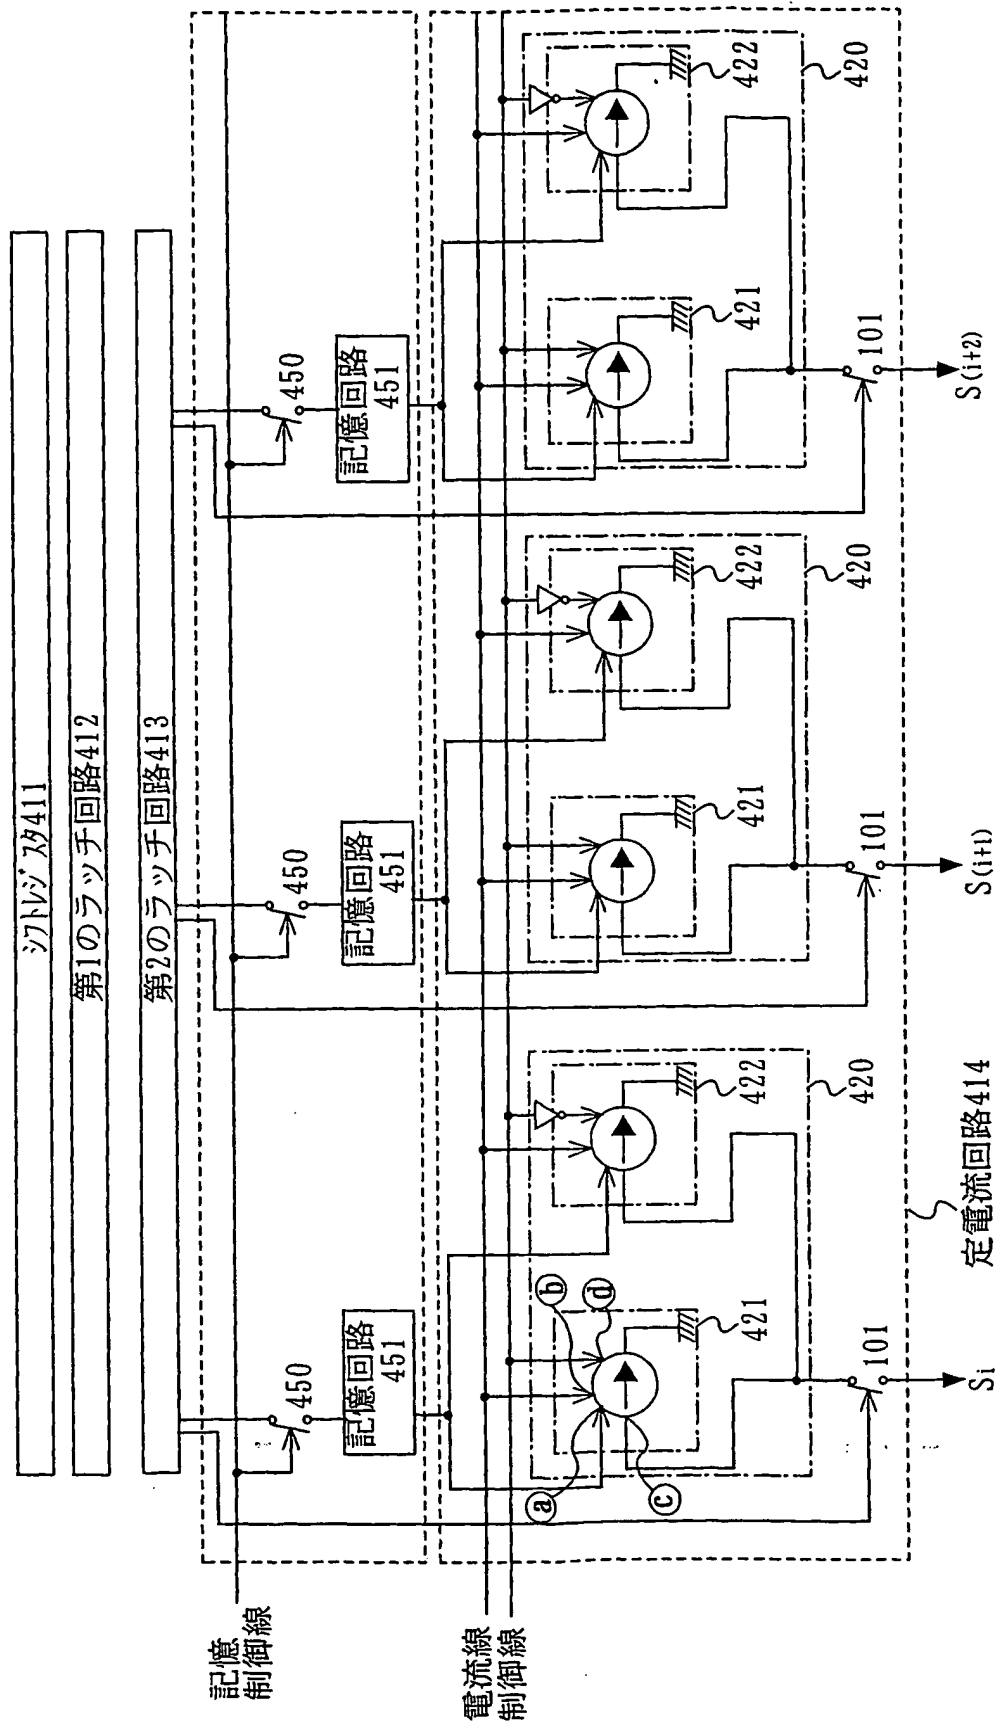 シフトレジスタ411
第1のラッチ回路412
第2のラッチ回路413
記憶
制御線
450
450
450
記憶回路
451
記憶回路
451
記憶回路
451
電流線
制御線
a
b
c
d
421
422
420
421
422
420
421
422
420
101
101
101
Si
S(i+1)
S(i+2)
定電流回路414